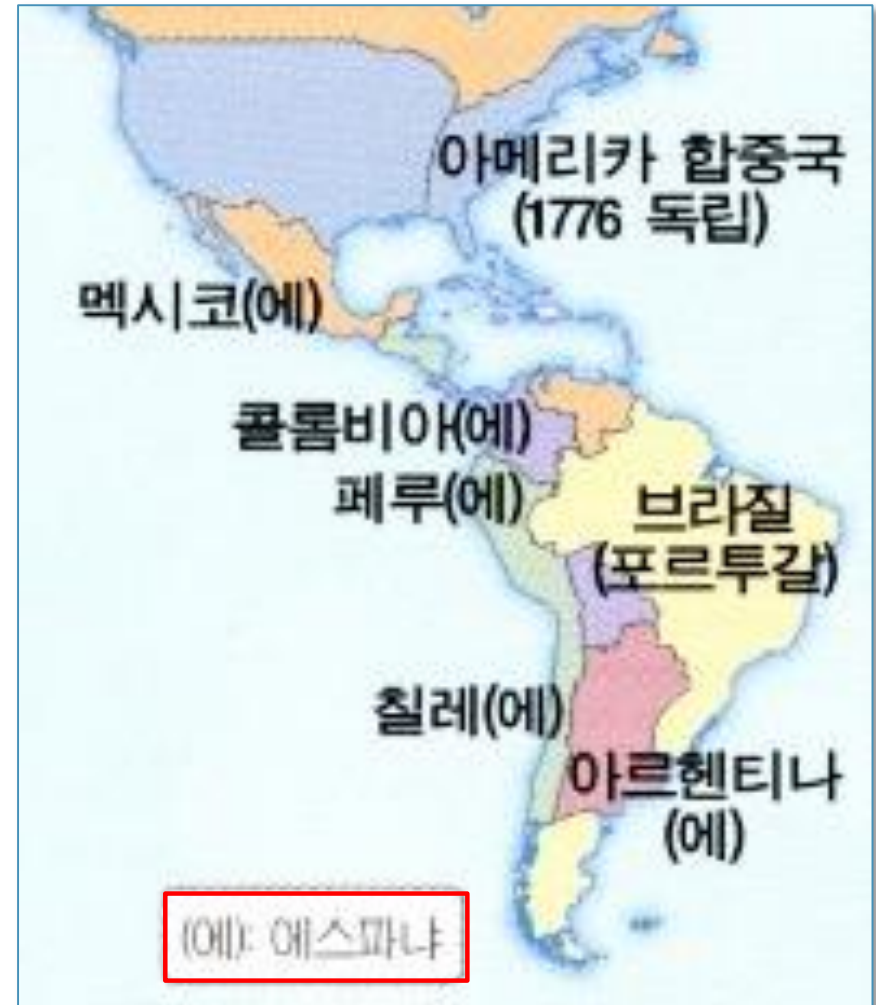 아메리카 합중국
(1776 독립)
멕시코(에)
콜롬비아(에)
페루(에)
브라질
(포르투갈)
칠레(에)
아르헨티나
(에)
(에): 에스파냐